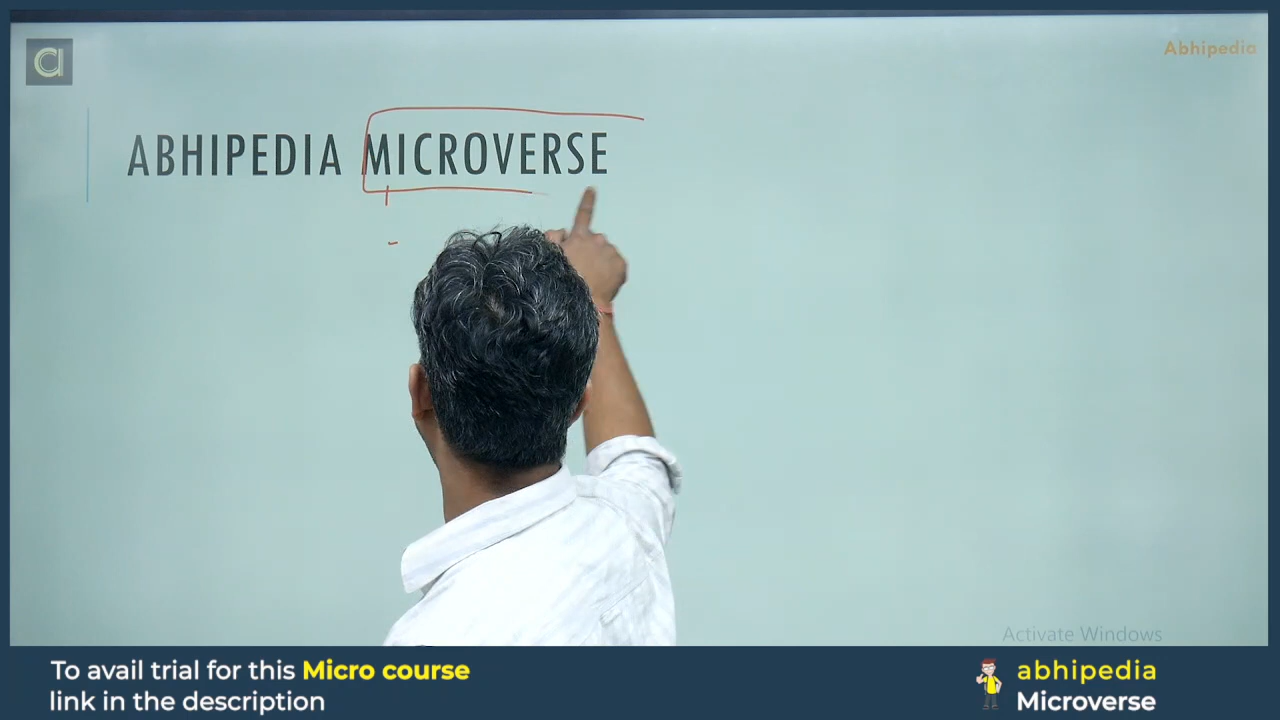 Abhipedia
ABHIPEDIA MICROVERSE
Activate Windows
To avail trial for this Micro course
link in the description
abhipedia
Microverse